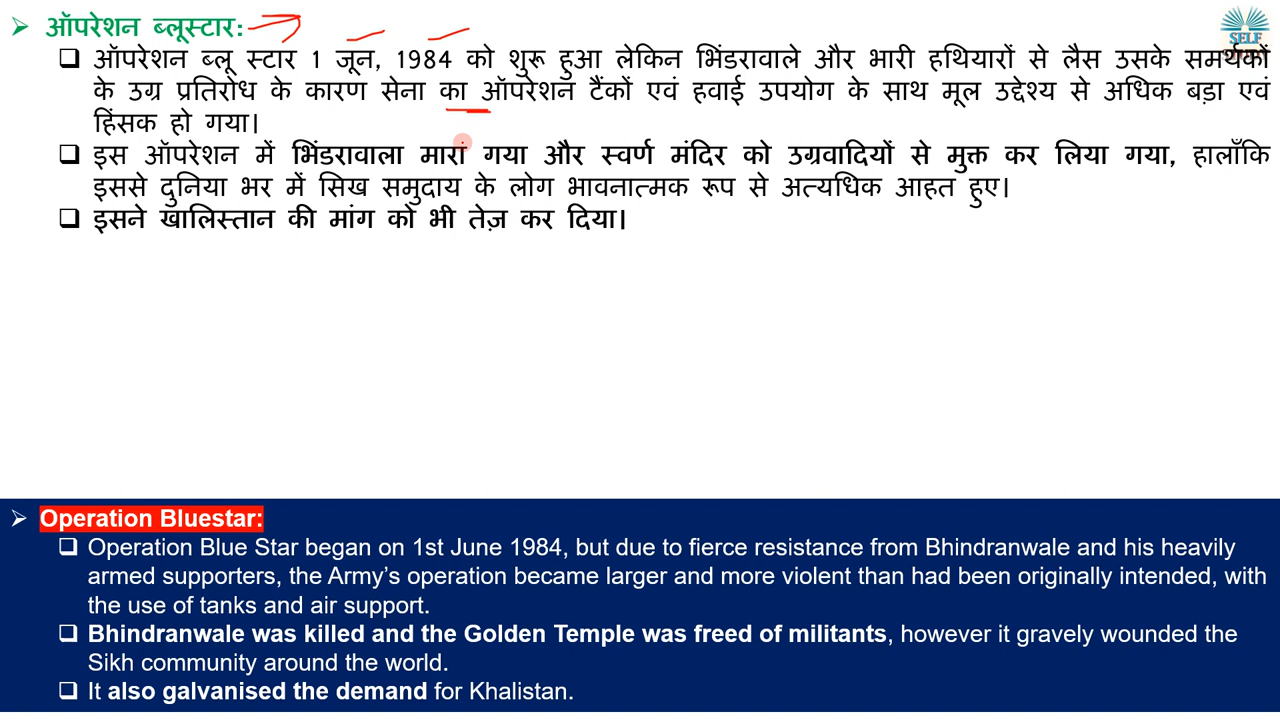 ऑपरेशन ब्लूस्टार:
SELF
ऑपरेशन ब्लू स्टार 1 जून, 1984 को शुरू हुआ लेकिन भिंडरावाले और भारी हथियारों से लैस उसके समर्थकों
के उग्र प्रतिरोध के कारण सेना का ऑपरेशन टैंकों एवं हवाई उपयोग के साथ मूल उद्देश्य से अधिक बड़ा एवं
हिंसक हो गया।
इस ऑपरेशन में भिंडरावाला मारां गया और स्वर्ण मंदिर को उग्रवादियों से मुक्त कर लिया गया, हालाँकि
इससे दुनिया भर में सिख समुदाय के लोग भावनात्मक रूप से अत्यधिक आहत हुए।
इसने खालिस्तान की मांग को भी तेज़ कर दिया।
Operation Bluestar:
Operation Blue Star began on 1st June 1984, but due to fierce resistance from Bhindranwale and his heavily
armed supporters, the Army's operation became larger and more violent than had been originally intended, with
the use of tanks and air support.
Bhindranwale was killed and the Golden Temple was freed of militants, however it gravely wounded the
Sikh community around the world.
It also galvanised the demand for Khalistan.